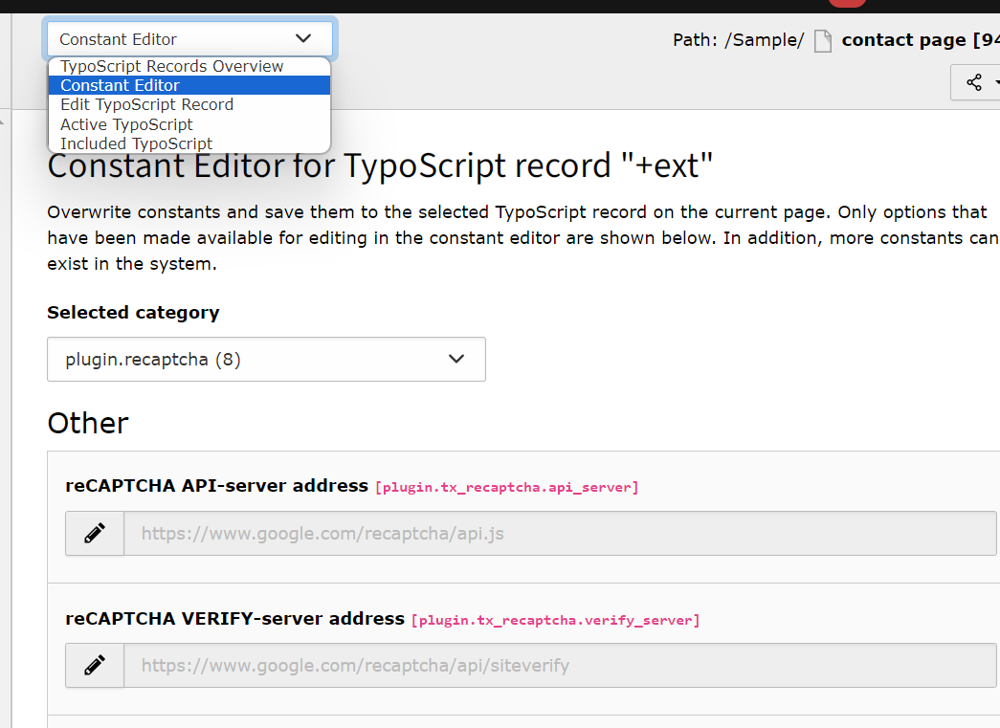 Constant Editor
Path: /Sample/ contact page [94
TypoScript Records Overview
Constant Editor
Edit TypoScript Record
Active TypoScript
Included TypoScript
Constant Editor for TypoScript record "+ext"
Overwrite constants and save them to the selected TypoScript record on the current page. Only options that
have been made available for editing in the constant editor are shown below. In addition, more constants can
exist in the system.
Selected category
plugin.recaptcha (8)
Other
reCAPTCHA API-server address [plugin.tx_recaptcha.api_server]
https://www.google.com/recaptcha/api.js
reCAPTCHA VERIFY-server address [plugin.tx_recaptcha.verify_server]
https://www.google.com/recaptcha/api/siteverify